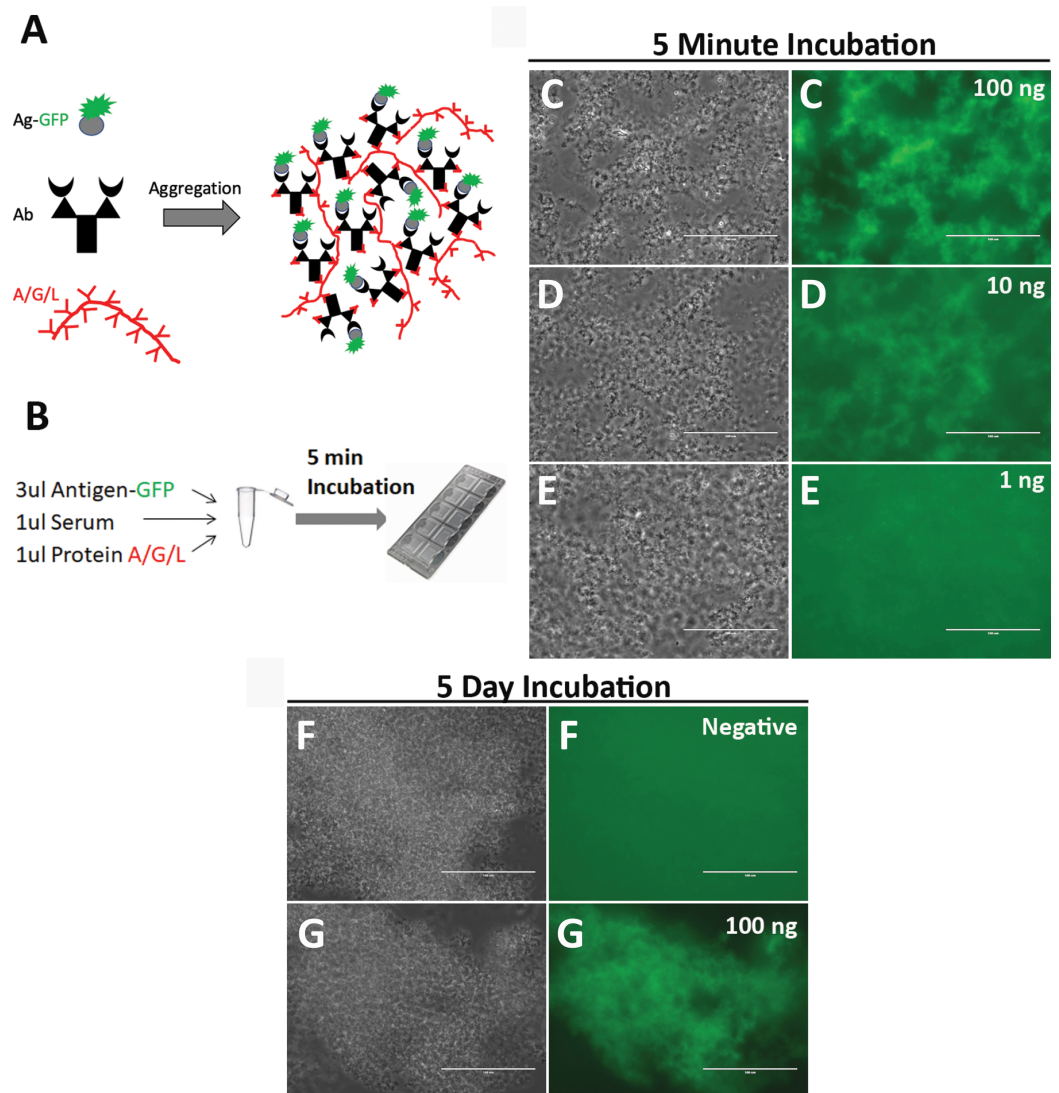 A
Ag-GFP
Ab
Aggregation
A/G/L
B
3ul Antigen-GFP
1ul Serum
1ul Protein A/G/L
5 min
Incubation
5 Minute Incubation
C
C
100 ng
D
D
10 ng
E
E
1 ng
5 Day Incubation
F
F
Negative
G
G
100 ng